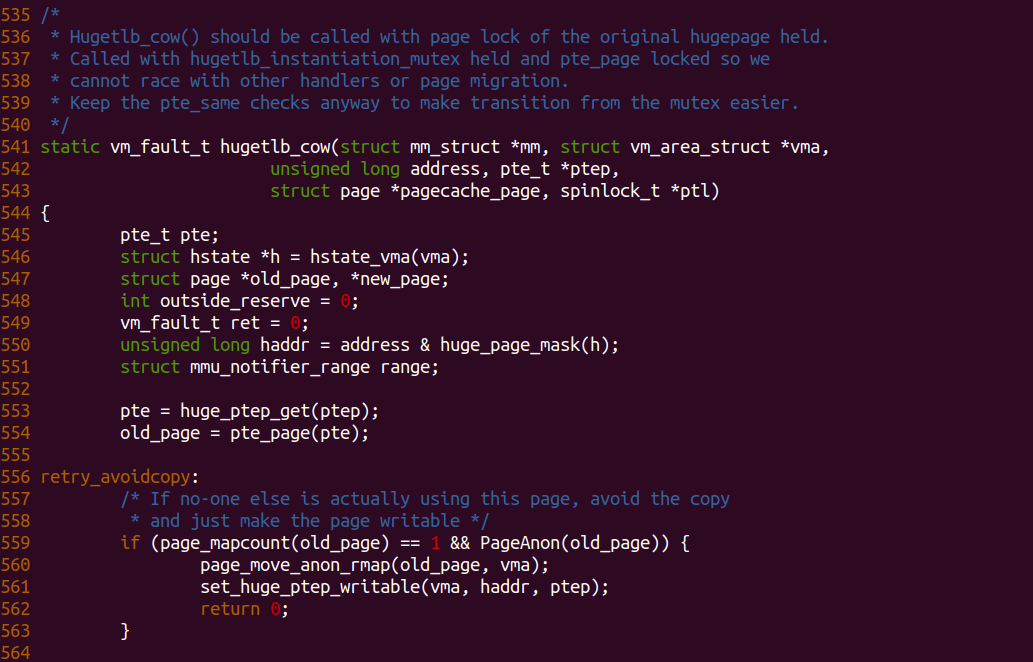 535 /*
536  * Hugetlb_cow() should be called with page lock of the original hugepage held.
537  * Called with hugetlb_instantiation_mutex held and pte_page locked so we
538  * cannot race with other handlers or page migration.
539  * Keep the pte_same checks anyway to make transition from the mutex easier.
540  */
541 static vm_fault_t hugetlb_cow(struct mm_struct *mm, struct vm_area_struct *vma,
542                        unsigned long address, pte_t *ptep,
543                        struct page *pagecache_page, spinlock_t *ptl)
544 {
545         pte_t pte;
546         struct hstate *h = hstate_vma(vma);
547         struct page *old_page, *new_page;
548         int outside_reserve = 0;
549         vm_fault_t ret = 0;
550         unsigned long haddr = address & huge_page_mask(h);
551         struct mmu_notifier_range range;
552
553         pte = huge_ptep_get(ptep);
554         old_page = pte_page(pte);
555
556 retry_avoidcopy:
557         /* If no-one else is actually using this page, avoid the copy
558          * and just make the page writable */
559         if (page_mapcount(old_page) == 1 && PageAnon(old_page)) {
560                 page_move_anon_rmap(old_page, vma);
561                 set_huge_ptep_writable(vma, haddr, ptep);
562                 return 0;
563         }
564